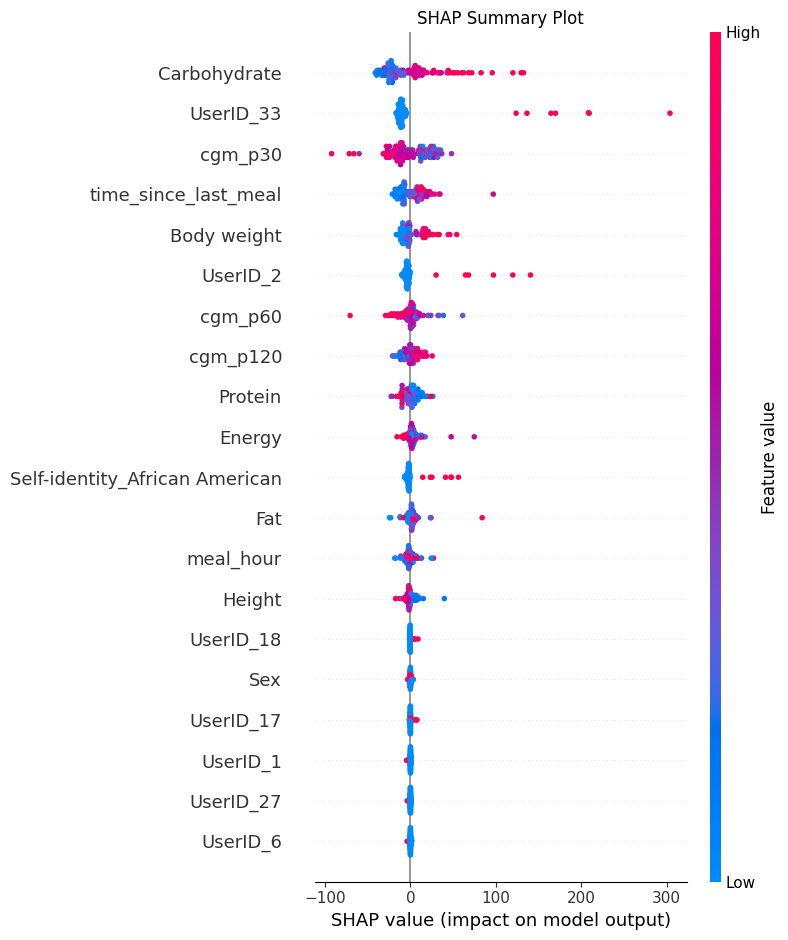 SHAP Summary Plot
High
Carbohydrate
UserID_33
cgm_p30
time_since_last_meal
Body weight
UserID_2
cgm_p60
cgm_p120
Protein
Energy
Self-identity_African American
Fat
meal_hour
Height
UserID_18
Sex
UserID_17
UserID_1
UserID_27
UserID_6
Feature value
Low
−100 0 100 200 300
SHAP value (impact on model output)